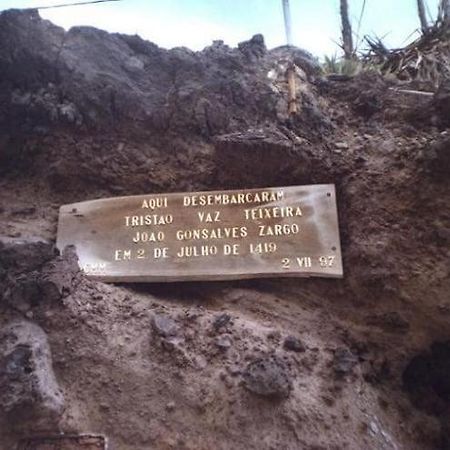 AQUI DESEMBARCARAM
TRISTAO VAZ TEIXEIRA
JOAO GONSALVES ZARGO
EM 2 DE JULHO DE 1419
2 VII 97